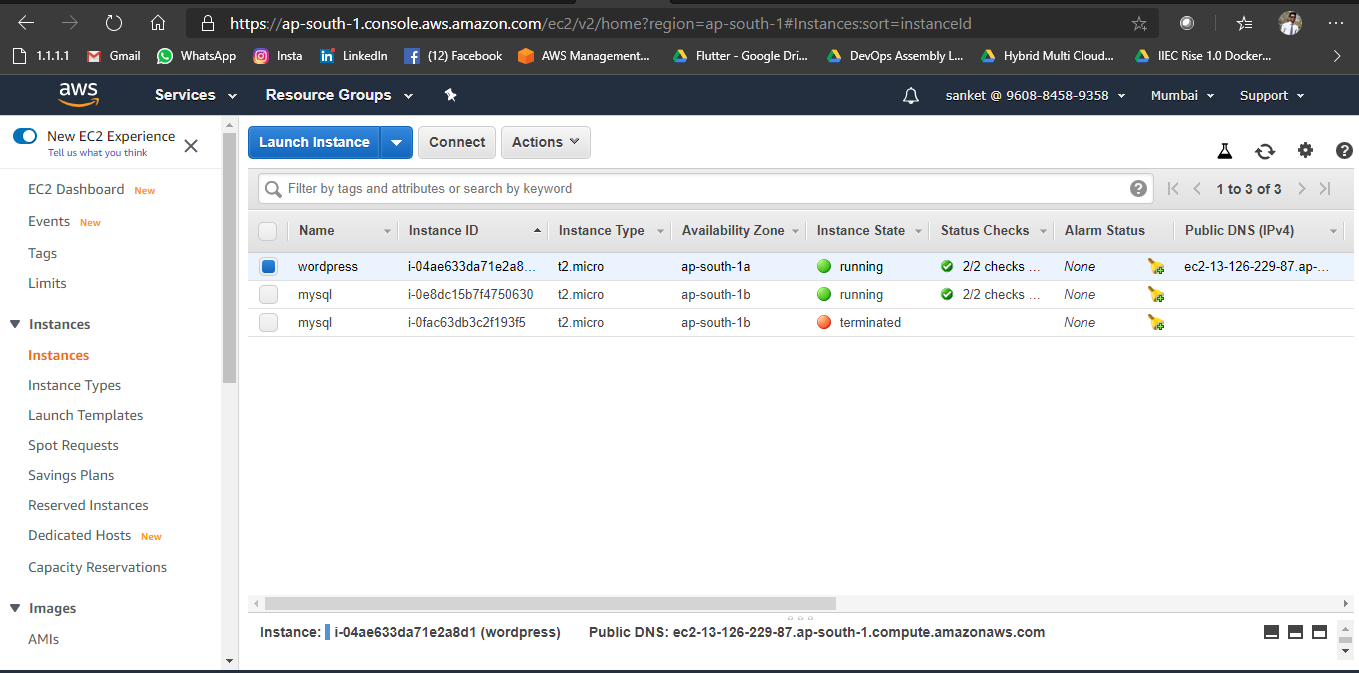 https://ap-south-1.console.aws.amazon.com/ec2/v2/home?region=ap-south-1#Instances:sort=instanceId
1.1.1.1 Gmail WhatsApp Insta LinkedIn (12) Facebook AWS Management... Flutter - Google Dri... DevOps Assembly L... Hybrid Multi Cloud... IIEC Rise 1.0 Docker...
aws Services Resource Groups sanket @ 9608-8458-9358 Mumbai Support
New EC2 Experience
Tell us what you think
Launch Instance Connect Actions
EC2 Dashboard New
Events New
Tags
Limits
Instances
Instances
Instance Types
Launch Templates
Spot Requests
Savings Plans
Reserved Instances
Dedicated Hosts New
Capacity Reservations
Images
AMIs
Filter by tags and attributes or search by keyword 1 to 3 of 3
Name Instance ID Instance Type Availability Zone Instance State Status Checks Alarm Status Public DNS (IPv4)
wordpress i-04ae633da71e2a8... t2.micro ap-south-1a running 2/2 checks ... None ec2-13-126-229-87.ap-...
mysql i-0e8dc15b7f4750630 t2.micro ap-south-1b running 2/2 checks ... None
mysql i-0fac63db3c2f193f5 t2.micro ap-south-1b terminated None
Instance: i-04ae633da71e2a8d1 (wordpress) Public DNS: ec2-13-126-229-87.ap-south-1.compute.amazonaws.com